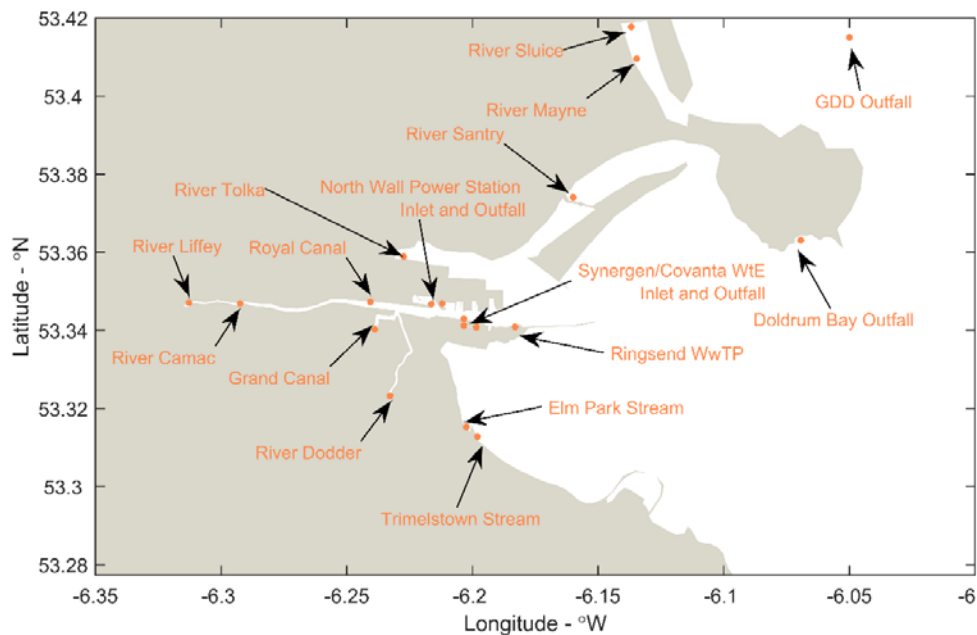 53.42
53.4
53.38
53.36
53.34
53.32
53.3
53.28
Latitude - °N
River Sluice
River Mayne
GDD Outfall
River Santry
River Tolka
North Wall Power Station
Inlet and Outfall
River Liffey
Royal Canal
Synergen/Covanta WtE
Inlet and Outfall
Doldrum Bay Outfall
River Camac
Grand Canal
Ringsend WwTP
Elm Park Stream
River Dodder
Trimelstown Stream
-6.35
-6.3
-6.25
-6.2
-6.15
-6.1
-6.05
-6
Longitude - °W